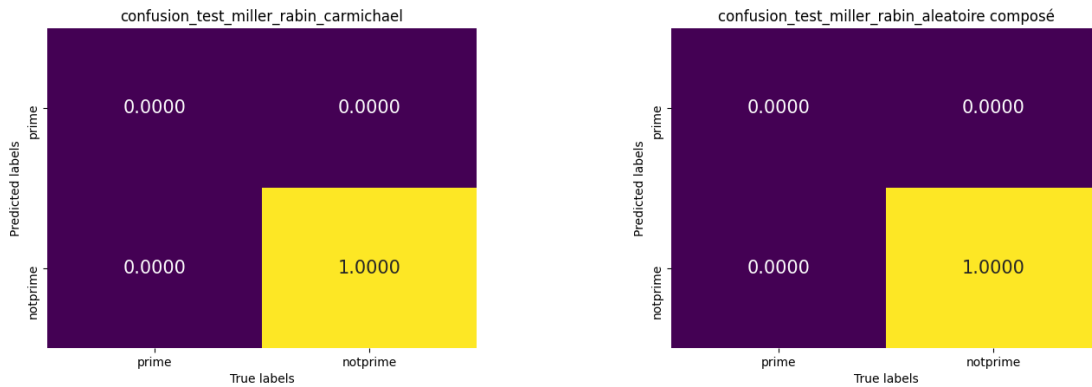 confusion_test_miller_rabin_carmichael
0.0000 0.0000
0.0000 1.0000
prime
notprime
Predicted labels
prime notprime
True labels
confusion_test_miller_rabin_aleatoire composé
0.0000 0.0000
0.0000 1.0000
prime
notprime
Predicted labels
prime notprime
True labels